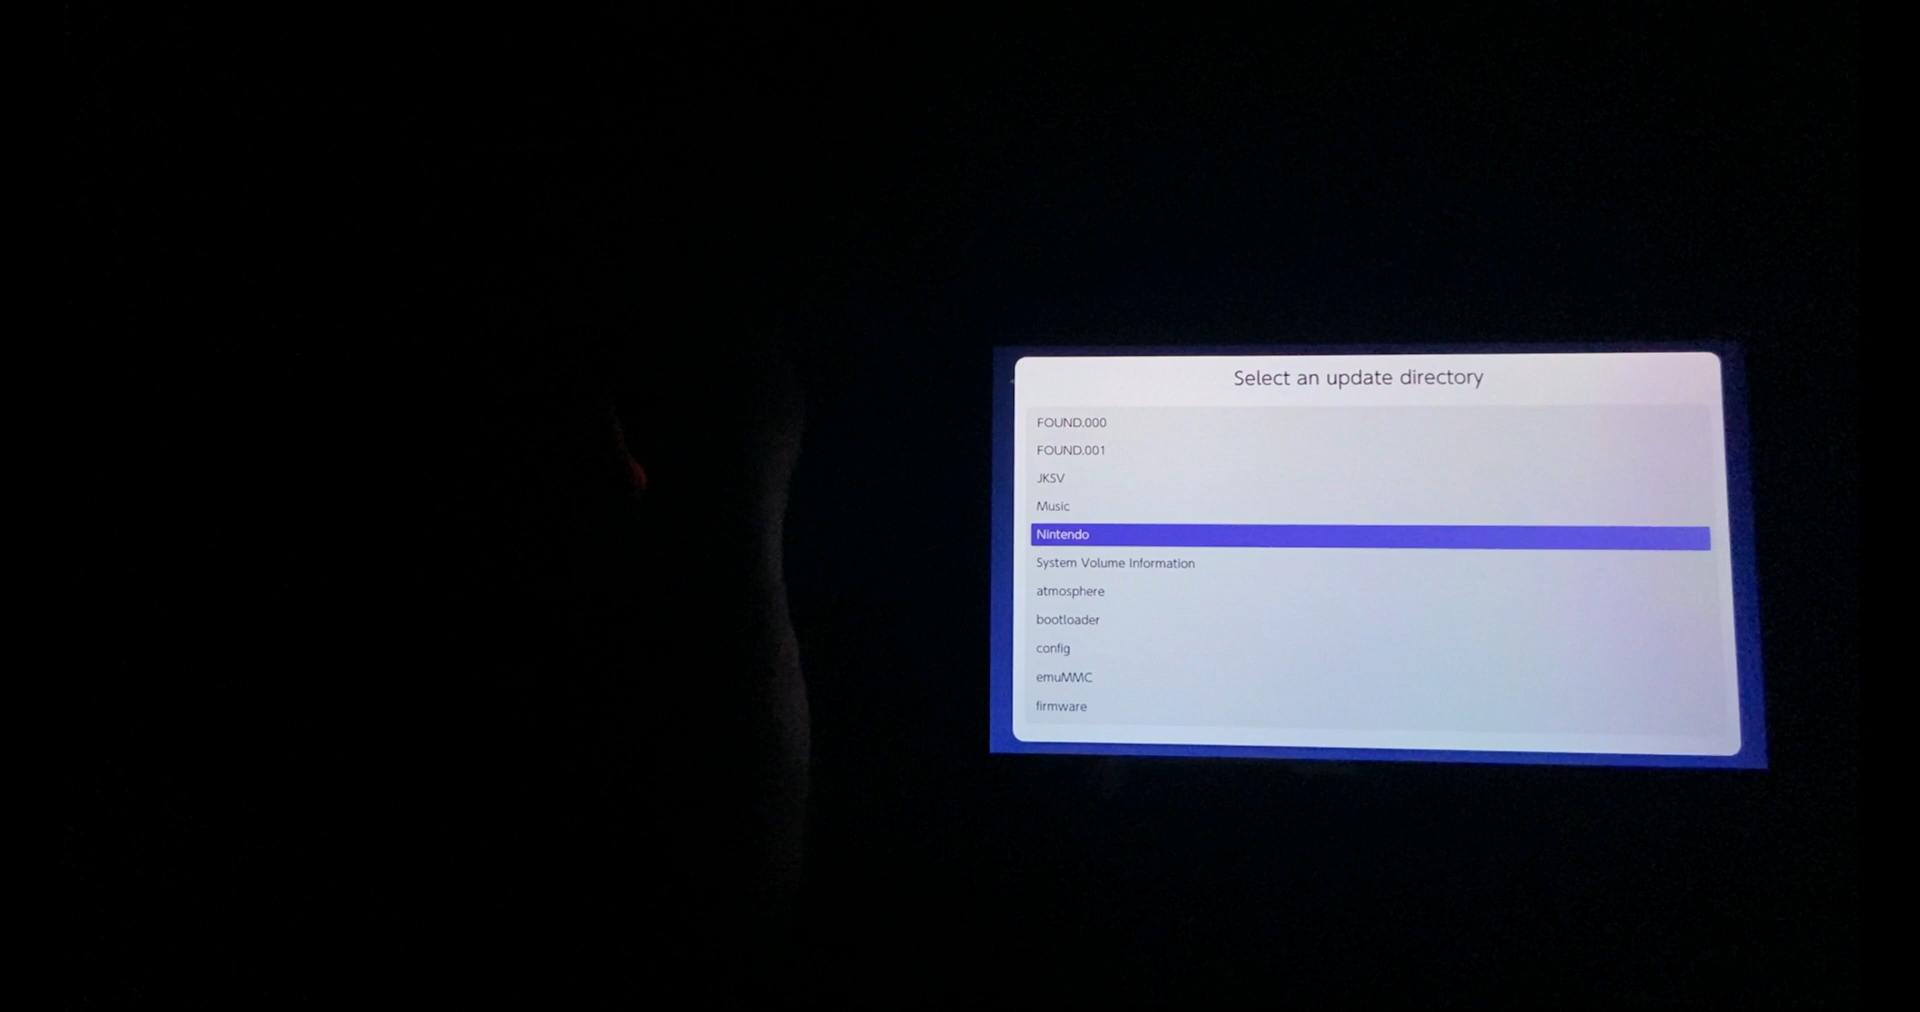 Select an update directory
FOUND.000
FOUND.001
JKSV
Music
Nintendo
System Volume Information
atmosphere
bootloader
config
emuMMC
firmware